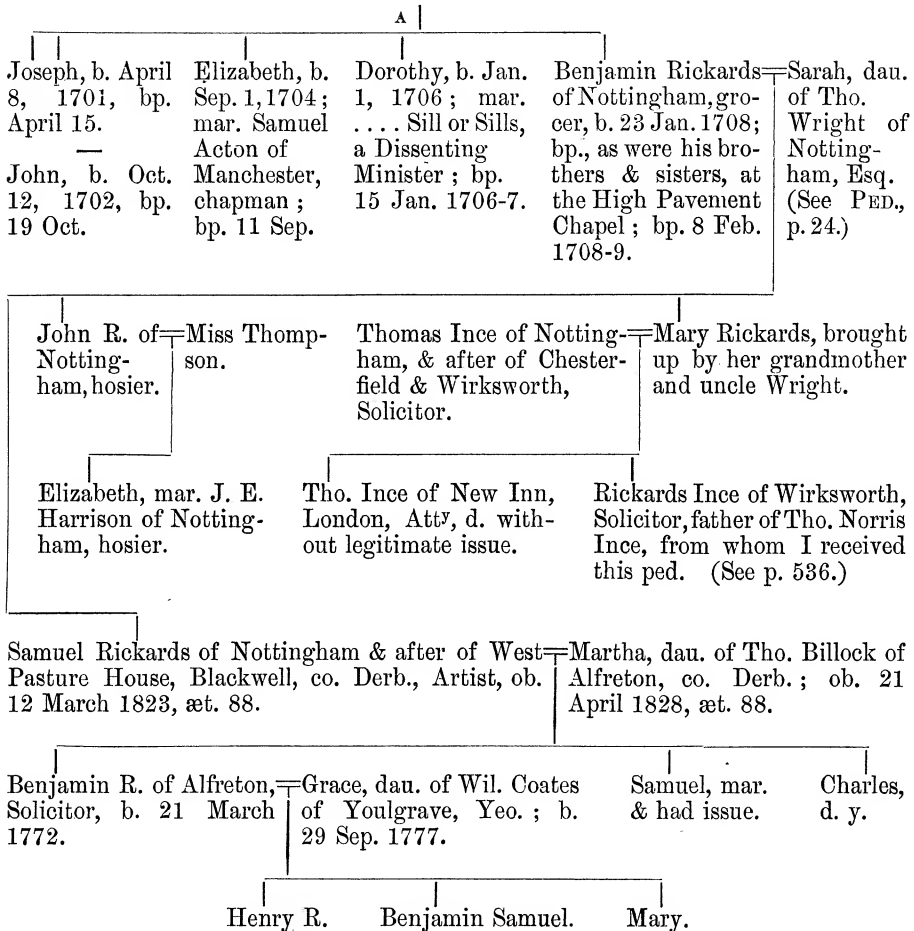 A
Joseph, b. April
8, 1701, bp.
April 15.
—
John, b. Oct.
12, 1702, bp.
19 Oct.
Elizabeth, b.
Sep. 1, 1704;
mar. Samuel
Acton of
Manchester,
chapman;
bp. 11 Sep.
Dorothy, b. Jan.
1, 1706; mar.
.... Sill or Sills,
a Dissenting
Minister; bp.
15 Jan. 1706-7.
Benjamin Rickards
of Nottingham, gro-
cer, b. 23 Jan. 1708;
bp., as were his bro-
thers & sisters, at
the High Pavement
Chapel; bp. 8 Feb.
1708-9.
Sarah, dau.
of Tho.
Wright of
Notting-
ham, Esq.
(See PED.,
p. 24.)
John R. of
Notting-
ham, hosier.
Miss Thomp-
son.
Thomas Ince of Notting-
ham, & after of Chester-
field & Wirksworth,
Solicitor.
Mary Rickards, brought
up by her grandmother
and uncle Wright.
Elizabeth, mar. J. E.
Harrison of Notting-
ham, hosier.
Tho. Ince of New Inn,
London, Atty, d. with-
out legitimate issue.
Rickards Ince of Wirksworth,
Solicitor, father of Tho. Norris
Ince, from whom I received
this ped. (See p. 536.)
Samuel Rickards of Nottingham & after of West
Pasture House, Blackwell, co. Derb., Artist, ob.
12 March 1823, æt. 88.
Martha, dau. of Tho. Billock of
Alfreton, co. Derb.; ob. 21
April 1828, æt. 88.
Benjamin R. of Alfreton,
Solicitor, b. 21 March
1772.
Grace, dau. of Wil. Coates
of Youlgrave, Yeo.; b.
29 Sep. 1777.
Samuel, mar.
& had issue.
Charles,
d. y.
Henry R.
Benjamin Samuel.
Mary.